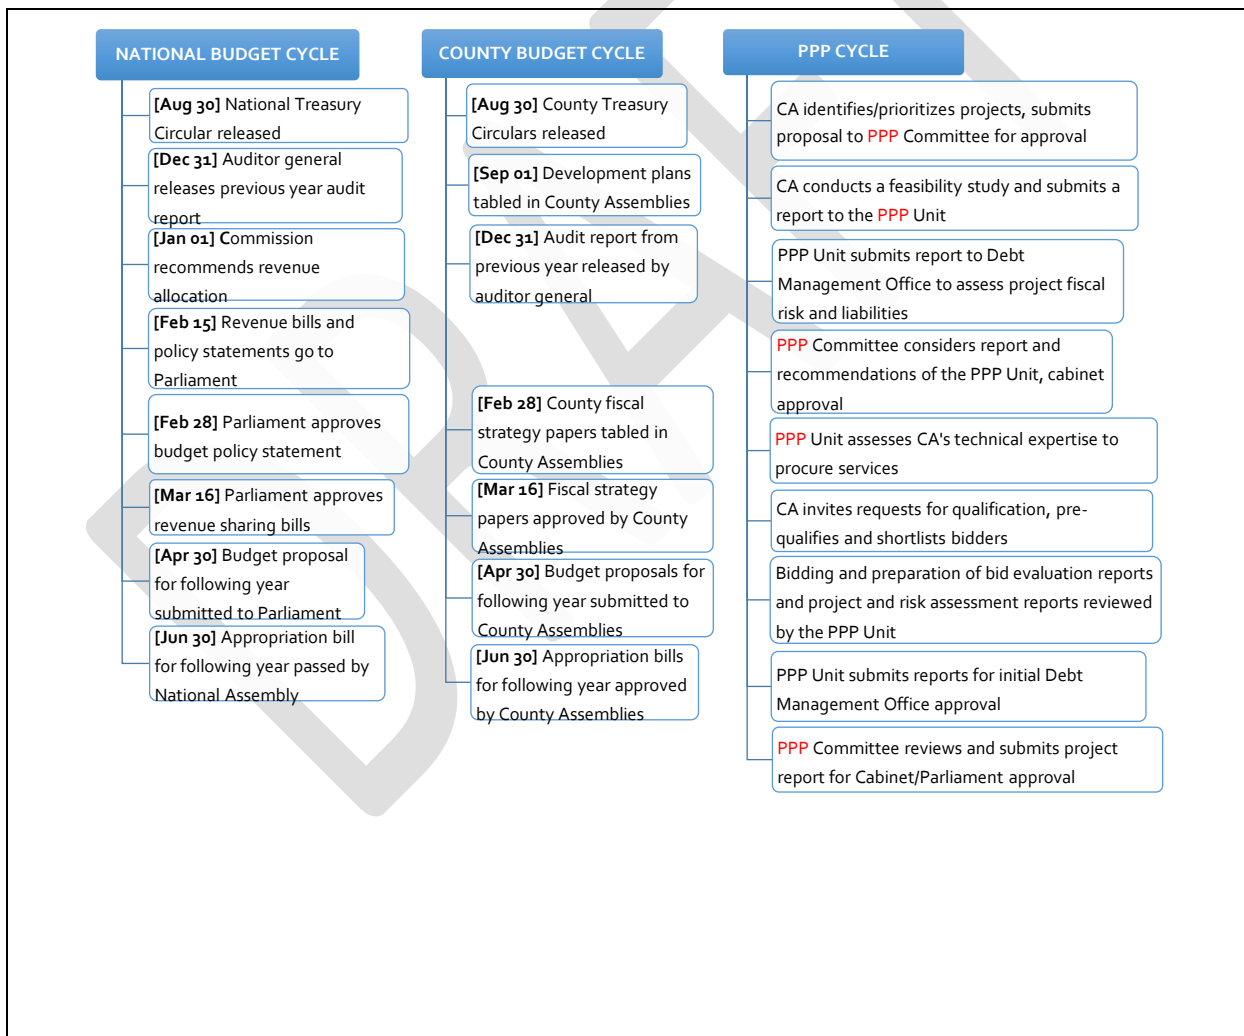 NATIONAL BUDGET CYCLE
[Aug 30] National Treasury
Circular released
[Dec 31] Auditor general
releases previous year audit
report
[Jan 01] Commission
recommends revenue
allocation
[Feb 15] Revenue bills and
policy statements go to
Parliament
[Feb 28] Parliament approves
budget policy statement
[Mar 16] Parliament approves
revenue sharing bills
[Apr 30] Budget proposal
for following year
submitted to Parliament
[Jun 30] Appropriation bill
for following year passed by
National Assembly
COUNTY BUDGET CYCLE
[Aug 30] County Treasury
Circulars released
[Sep 01] Development plans
tabled in County Assemblies
[Dec 31] Audit report from
previous year released by
auditor general
[Feb 28] County fiscal
strategy papers tabled in
County Assemblies
[Mar 16] Fiscal strategy
papers approved by County
Assemblies
[Apr 30] Budget proposals for
following year submitted to
County Assemblies
[Jun 30] Appropriation bills
for following year approved
by County Assemblies
PPP CYCLE
CA identifies/prioritizes projects, submits
proposal to PPP Committee for approval
CA conducts a feasibility study and submits a
report to the PPP Unit
PPP Unit submits report to Debt
Management Office to assess project fiscal
risk and liabilities
PPP Committee considers report and
recommendations of the PPP Unit, cabinet
approval
PPP Unit assesses CA's technical expertise to
procure services
CA invites requests for qualification, pre-
qualifies and shortlists bidders
Bidding and preparation of bid evaluation reports
and project and risk assessment reports reviewed
by the PPP Unit
PPP Unit submits reports for initial Debt
Management Office approval
PPP Committee reviews and submits project
report for Cabinet/Parliament approval